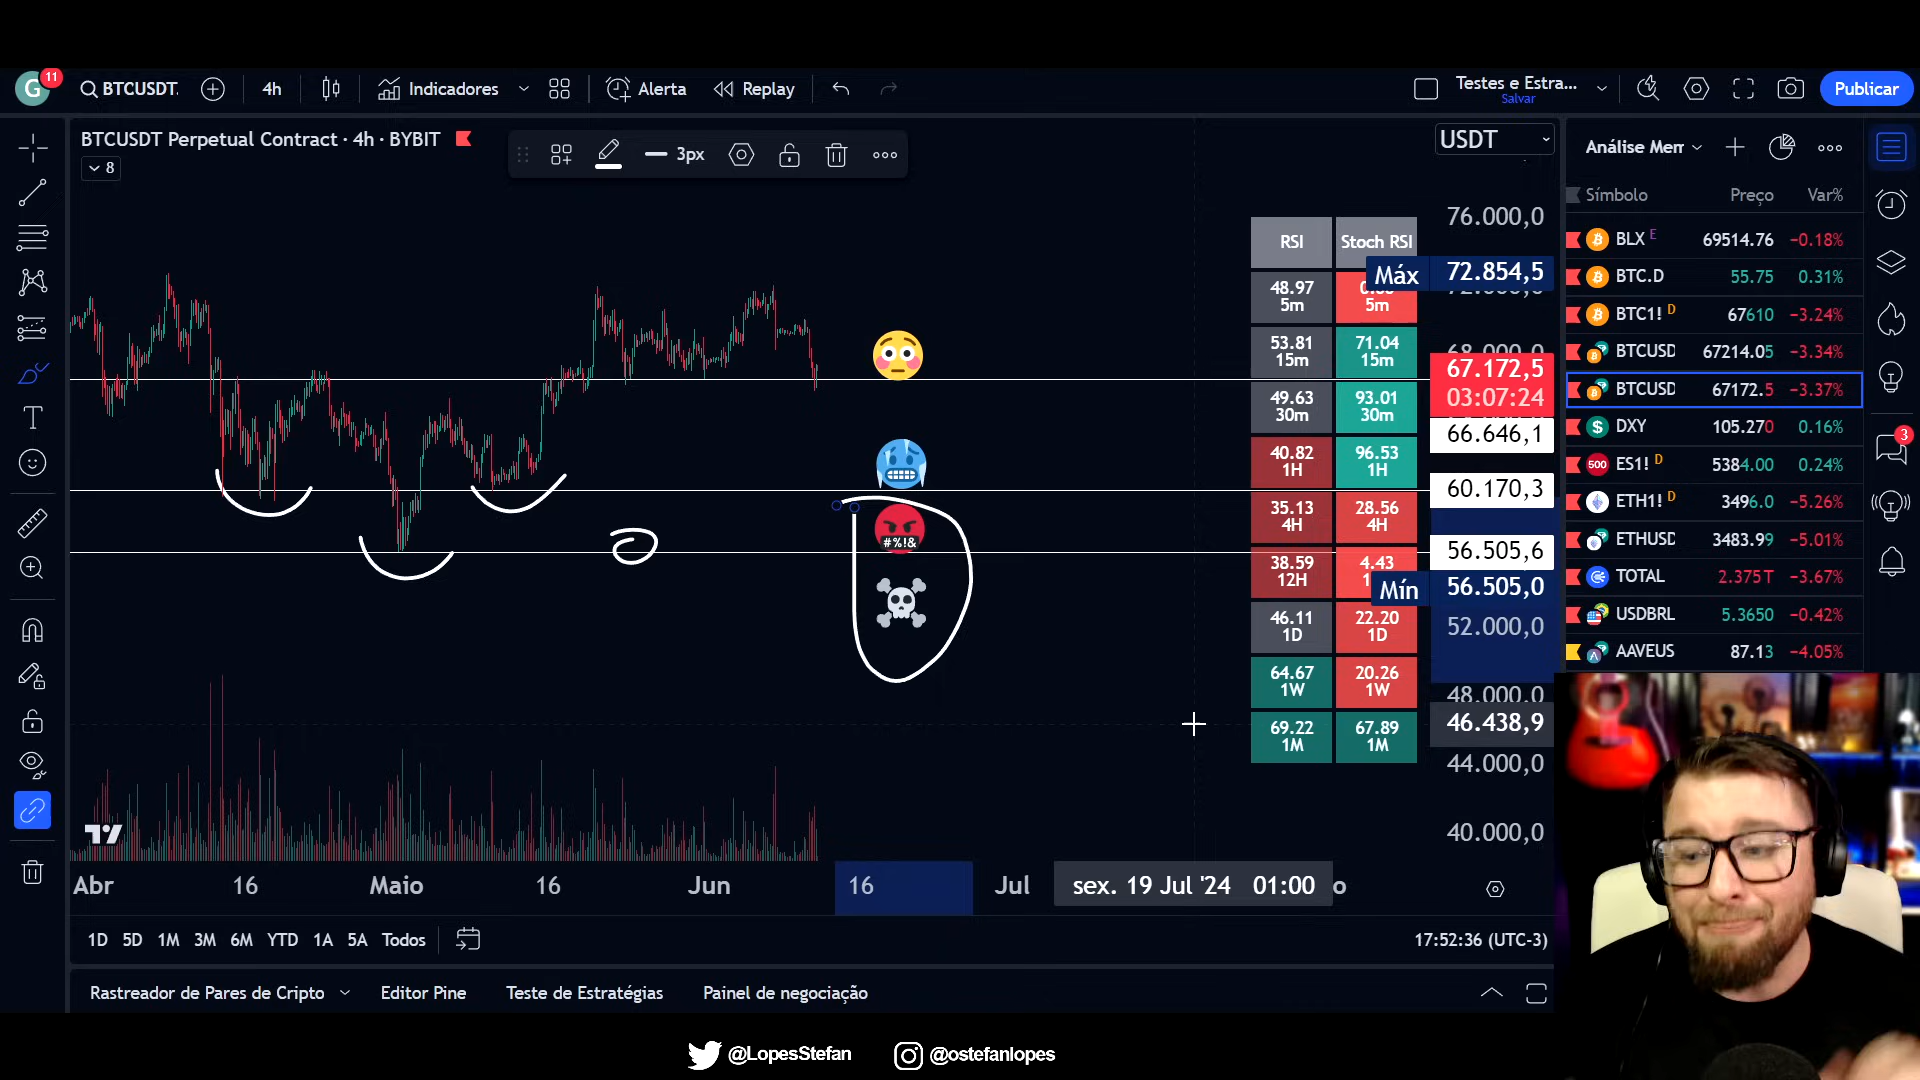 G 11 BTCUSDT. 4h Indicadores Alerta Replay Testes e Estra... Salvar Publicar
BTCUSDT Perpetual Contract · 4h · BYBIT
8
3px
USDT
76.000,0
Máx 72.854,5
67.172,5
03:07:24
66.646,1
60.170,3
56.505,6
Mín 56.505,0
52.000,0
48.000,0
46.438,9
44.000,0
40.000,0
RSI Stoch RSI
48.97 5m 5m
53.81 15m 71.04 15m
49.63 30m 93.01 30m
40.82 1H 96.53 1H
35.13 4H 28.56 4H
38.59 12H 4.43
46.11 1D 22.20 1D
64.67 1W 20.26 1W
69.22 1M 67.89 1M
#%!&
Análise Mem
Símbolo Preço Var%
BLX E 69514.76 −0.18%
BTC.D 55.75 0.31%
BTC1! D 67610 −3.24%
BTCUSD 67214.05 −3.34%
BTCUSD 67172.5 −3.37%
DXY 105.270 0.16%
500 ES1! D 5384.00 0.24%
ETH1! D 3496.0 −5.26%
ETHUSD 3483.99 −5.01%
TOTAL 2.375T −3.67%
USDBRL 5.3650 −0.42%
AAVEUS 87.13 −4.05%
3
Abr 16 Maio 16 Jun 16 Jul sex. 19 Jul '24 01:00 o
1D 5D 1M 3M 6M YTD 1A 5A Todos 17:52:36 (UTC-3)
Rastreador de Pares de Cripto Editor Pine Teste de Estratégias Painel de negociação
@LopesStefan @ostefanlopes